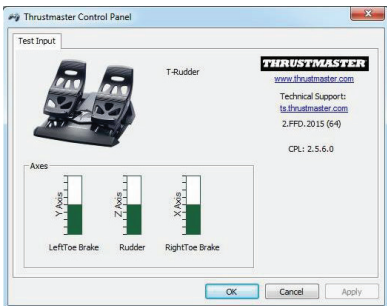 Thrustmaster Control Panel
Test Input
T-Rudder
THRUSTMASTER
www.thrustmaster.com
Technical Support:
ts.thrustmaster.com
2.FFD.2015 (64)
CPL: 2.5.6.0
Axes
Y Axis
Z Axis
X Axis
LeftToe Brake
Rudder
RightToe Brake
OK
Cancel
Apply